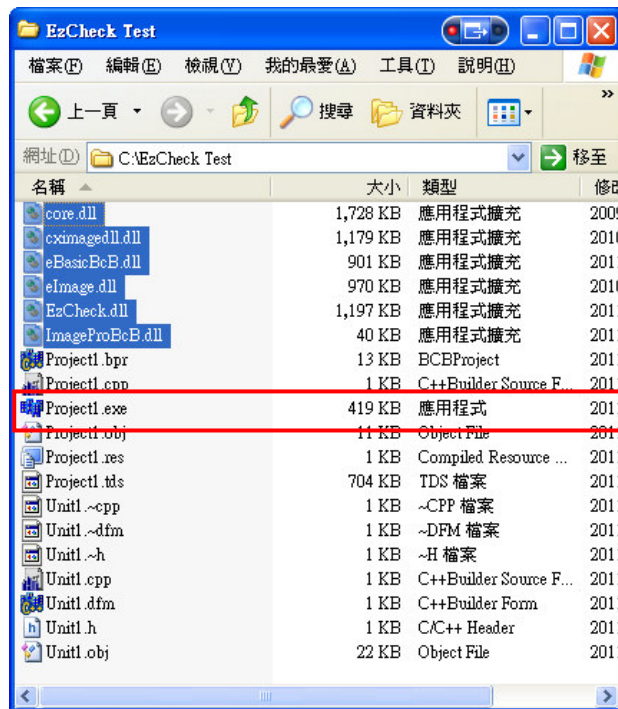 EzCheck Test
檔案(F) 編輯(E) 檢視(V) 我的最愛(A) 工具(T) 說明(H)
上一頁 搜尋 資料夾 »
網址(D) C:\EzCheck Test 移至
名稱 大小 類型
core.dll 1,728 KB 應用程式擴充
cximagedll.dll 1,179 KB 應用程式擴充
eBasicBcB.dll 901 KB 應用程式擴充
eImage.dll 970 KB 應用程式擴充
EzCheck.dll 1,197 KB 應用程式擴充
ImageProBcB.dll 40 KB 應用程式擴充
Project1.bpr 13 KB BCBProject
Project1.cpp 1 KB C++Builder Source F...
Project1.exe 419 KB 應用程式
Project1.obj 11 KB Object File
Project1.res 1 KB Compiled Resource ...
Project1.tds 704 KB TDS 檔案
Unit1.~cpp 1 KB ~CPP 檔案
Unit1.~dfm 1 KB ~DFM 檔案
Unit1.~h 1 KB ~H 檔案
Unit1.cpp 1 KB C++Builder Source F...
Unit1.dfm 1 KB C++Builder Form
Unit1.h 1 KB C/C++ Header
Unit1.obj 22 KB Object File